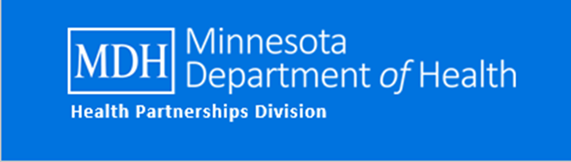 MDH
Minnesota
Department of Health
Health Partnerships Division